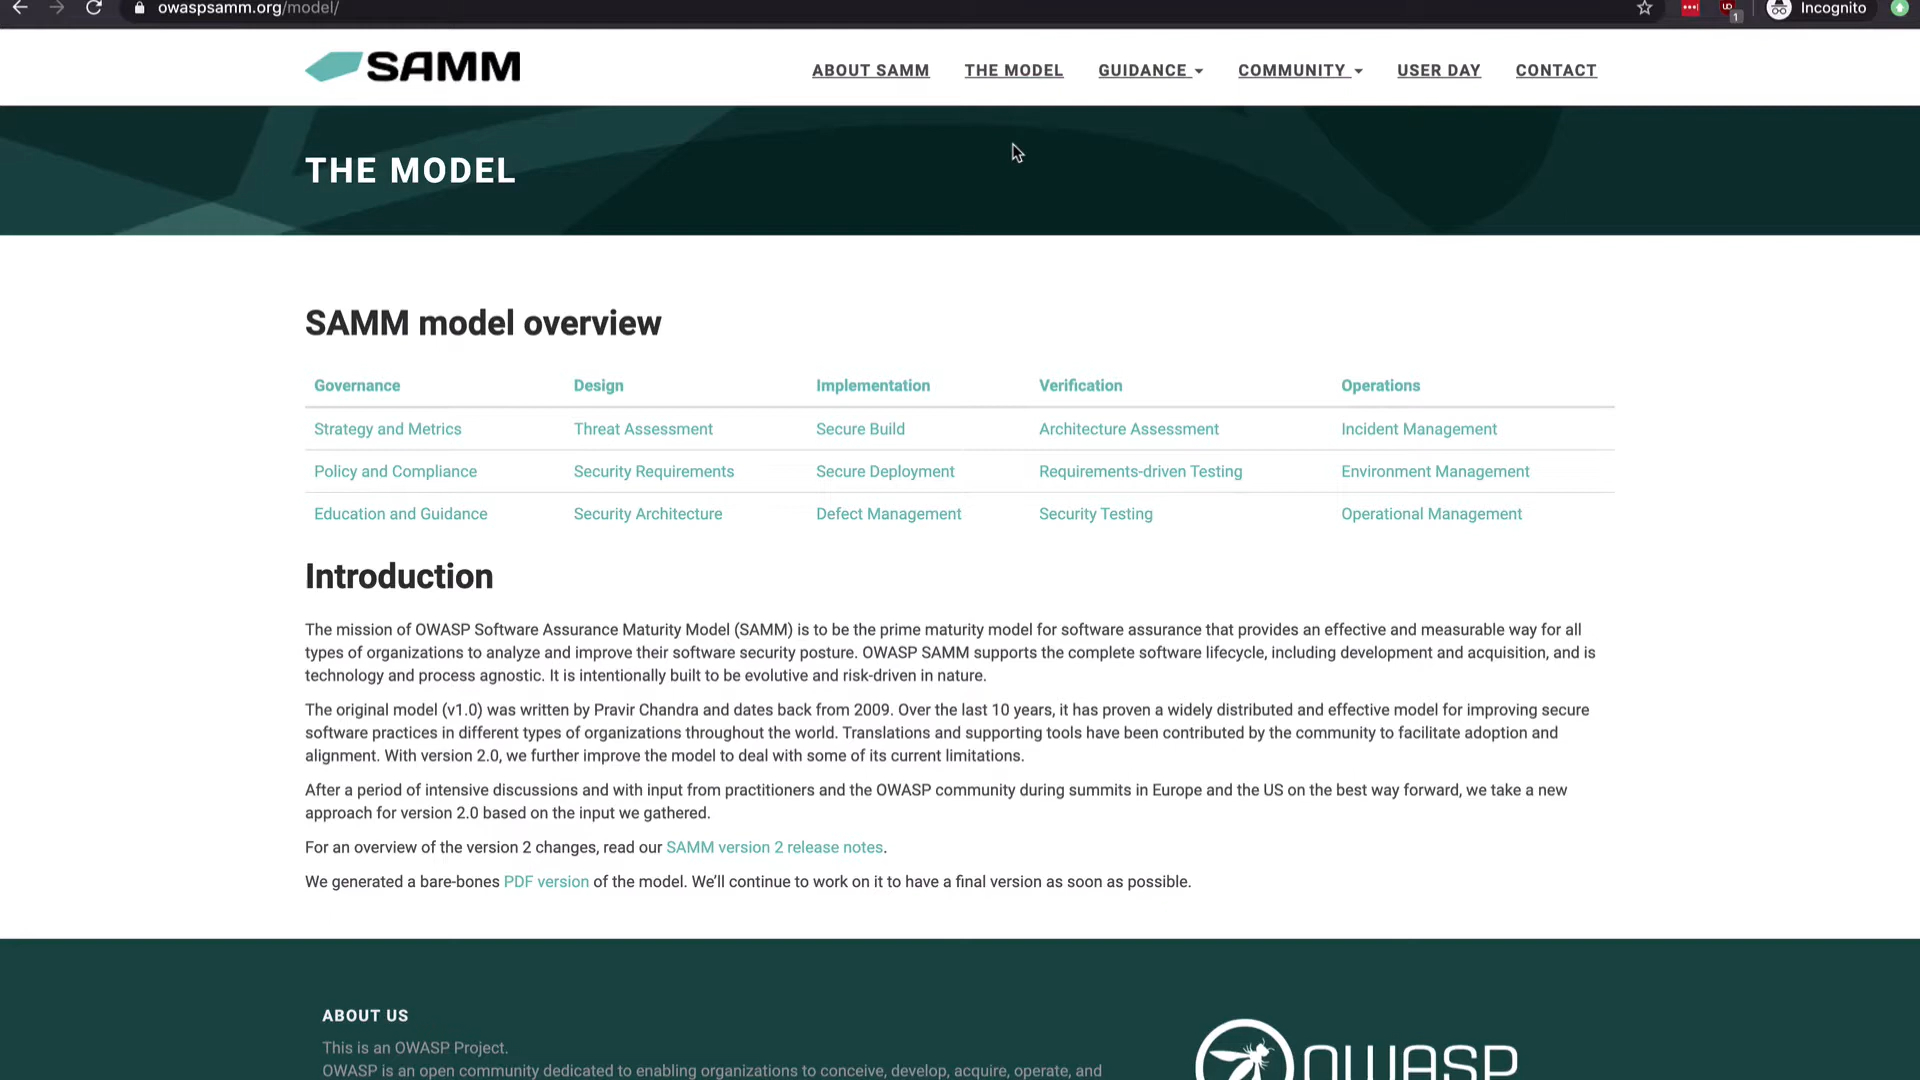 owaspsamm.org/model/
1
Incognito
SAMM
ABOUT SAMM THE MODEL GUIDANCE COMMUNITY USER DAY CONTACT
THE MODEL
SAMM model overview
Governance Design Implementation Verification Operations
Strategy and Metrics Threat Assessment Secure Build Architecture Assessment Incident Management
Policy and Compliance Security Requirements Secure Deployment Requirements-driven Testing Environment Management
Education and Guidance Security Architecture Defect Management Security Testing Operational Management
Introduction
The mission of OWASP Software Assurance Maturity Model (SAMM) is to be the prime maturity model for software assurance that provides an effective and measurable way for all
types of organizations to analyze and improve their software security posture. OWASP SAMM supports the complete software lifecycle, including development and acquisition, and is
technology and process agnostic. It is intentionally built to be evolutive and risk-driven in nature.
The original model (v1.0) was written by Pravir Chandra and dates back from 2009. Over the last 10 years, it has proven a widely distributed and effective model for improving secure
software practices in different types of organizations throughout the world. Translations and supporting tools have been contributed by the community to facilitate adoption and
alignment. With version 2.0, we further improve the model to deal with some of its current limitations.
After a period of intensive discussions and with input from practitioners and the OWASP community during summits in Europe and the US on the best way forward, we take a new
approach for version 2.0 based on the input we gathered.
For an overview of the version 2 changes, read our SAMM version 2 release notes.
We generated a bare-bones PDF version of the model. We'll continue to work on it to have a final version as soon as possible.
ABOUT US
This is an OWASP Project.
OWASP is an open community dedicated to enabling organizations to conceive, develop, acquire, operate, and
OWASP